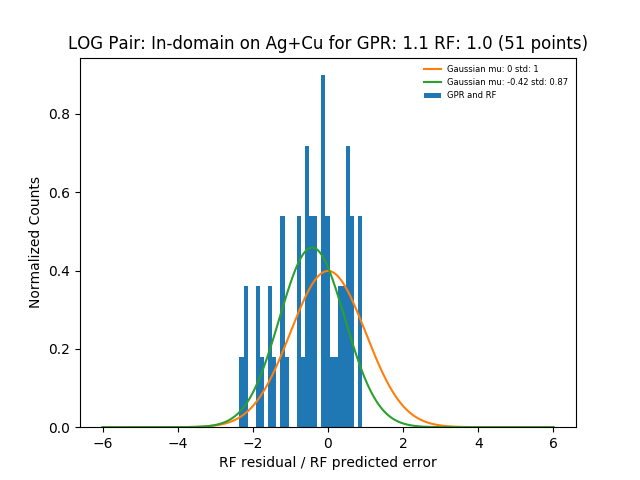 LOG Pair: In-domain on Ag+Cu for GPR: 1.1 RF: 1.0 (51 points)
Gaussian mu: 0 std: 1
Gaussian mu: -0.42 std: 0.87
GPR and RF
Normalized Counts
0.8
0.6
0.4
0.2
0.0
−6 −4 −2 0 2 4 6
RF residual / RF predicted error